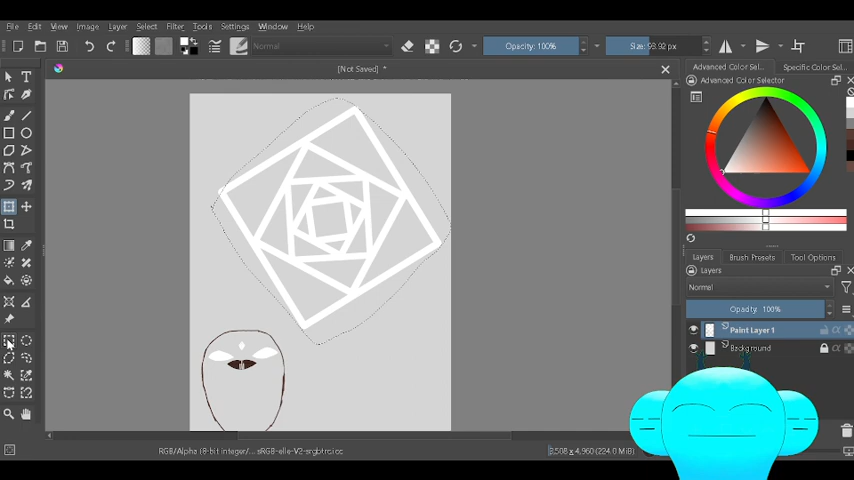 File Edit View Image Layer Select Filter Tools Settings Window Help
Normal Opacity: 100% Size: 93.92 px
[Not Saved] *
Advanced Color Sel... Specific Color Sel...
Advanced Color Selector
Layers Brush Presets Tool Options
Layers
Normal
Opacity: 100%
Paint Layer 1
Background
RGB/Alpha (8-bit integer/... sRGB-elle-V2-srgbtrc.icc 3,508 x 4,960 (224.0 MiB)